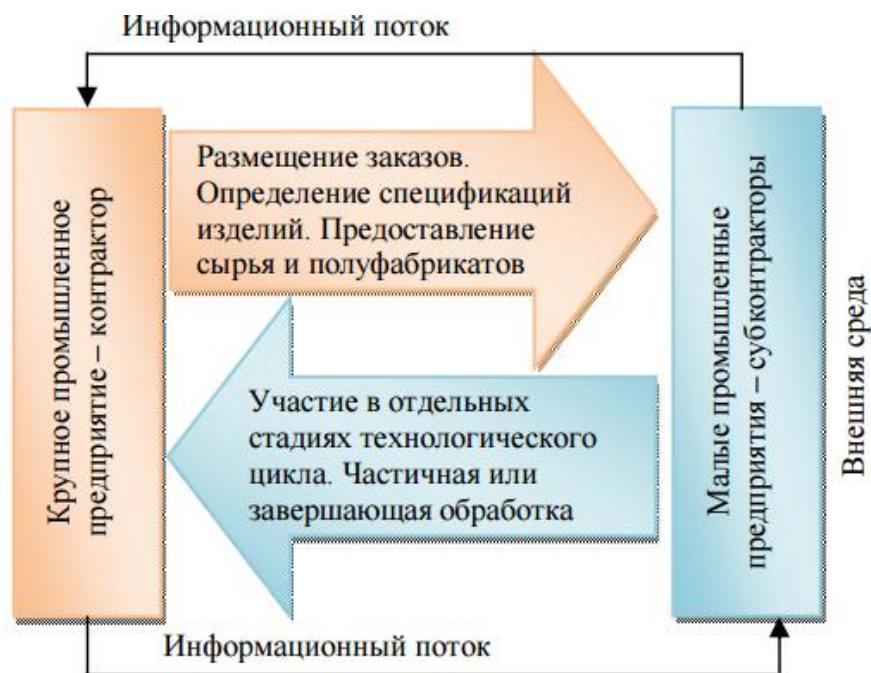 Информационный поток
Крупное промышленное
предприятие – контрактор
Размещение заказов.
Определение спецификаций
изделий. Предоставление
сырья и полуфабрикатов
Участие в отдельных
стадиях технологического
цикла. Частичная или
завершающая обработка
Малые промышленные
предприятия – субконтракторы
Внешняя среда
Информационный поток